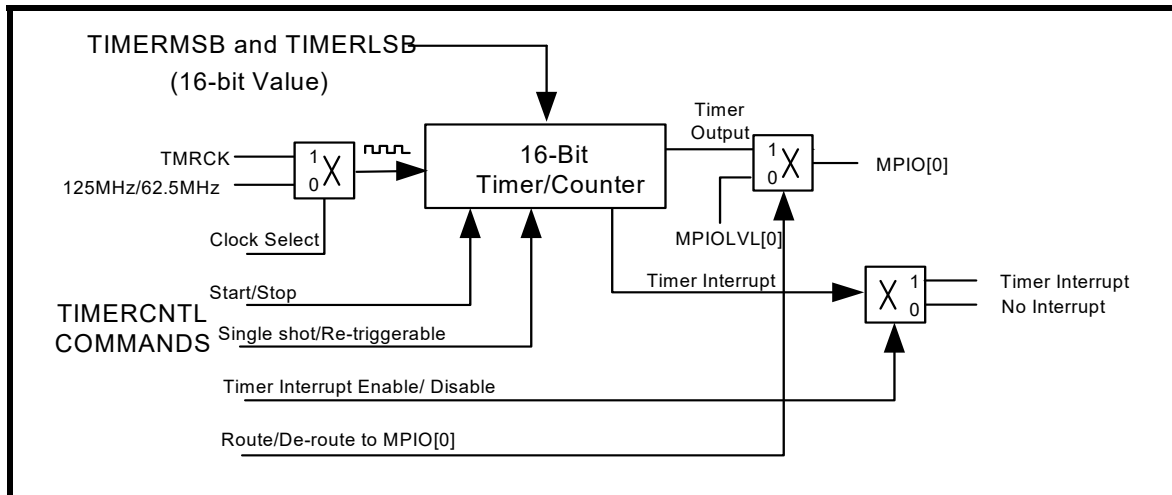 TIMERMSB and TIMERLSB
(16-bit Value)
Timer
Output
16-Bit
Timer/Counter
TMRCK
125MHz/62.5MHz
1
0
X
1
0
X
MPIO[0]
Clock Select
MPIOLVL[0]
Timer Interrupt
X
1
0
Timer Interrupt
No Interrupt
Start/Stop
TIMERCNTL
COMMANDS
Single shot/Re-triggerable
Timer Interrupt Enable/ Disable
Route/De-route to MPIO[0]